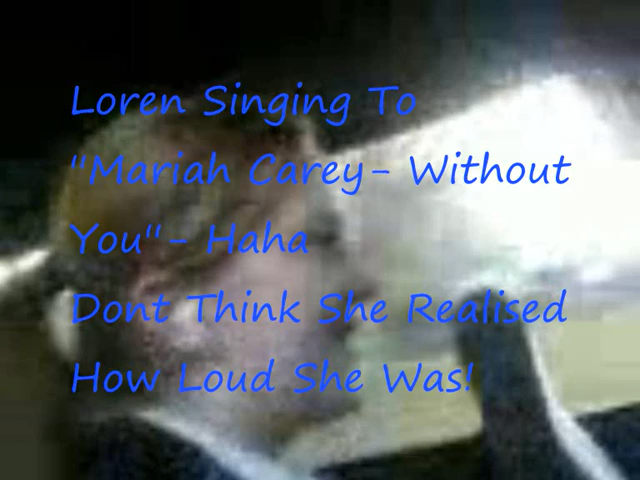 Loren Singing To
"Mariah Carey- Without
You"- Haha
Dont Think She Realised
How Loud She Was!